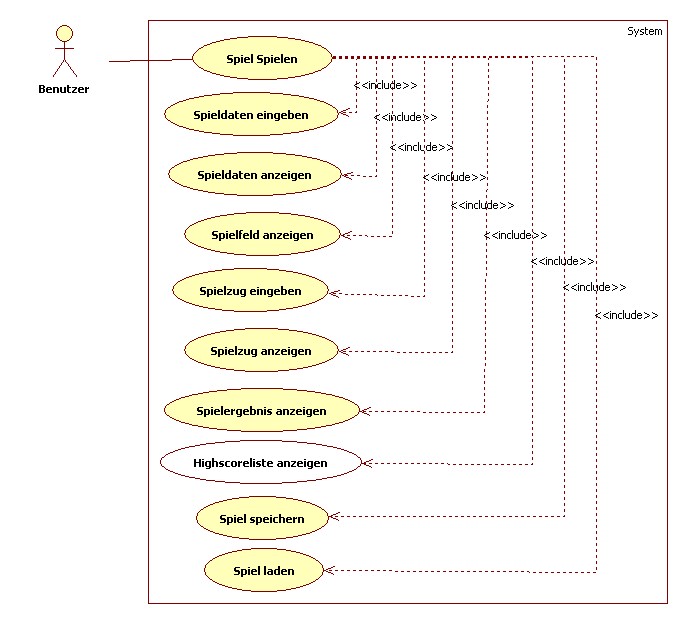 System
Benutzer
Spiel Spielen
<<include>>
Spieldaten eingeben
<<include>>
<<include>>
Spieldaten anzeigen
<<include>>
<<include>>
Spielfeld anzeigen
<<include>>
<<include>>
Spielzug eingeben
<<include>>
<<include>>
Spielzug anzeigen
Spielergebnis anzeigen
Highscoreliste anzeigen
Spiel speichern
Spiel laden